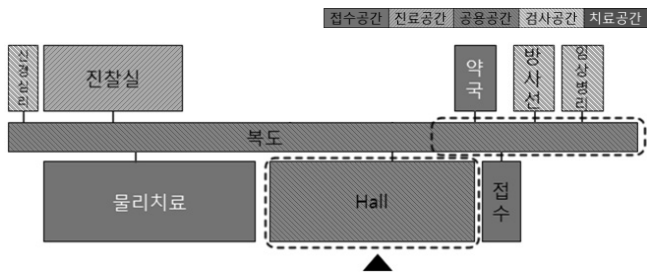 접수공간 진료공간 공용공간 검사공간 치료공간
신경심리
진찰실
약국
방사선
임상병리
복도
물리치료
Hall
접수